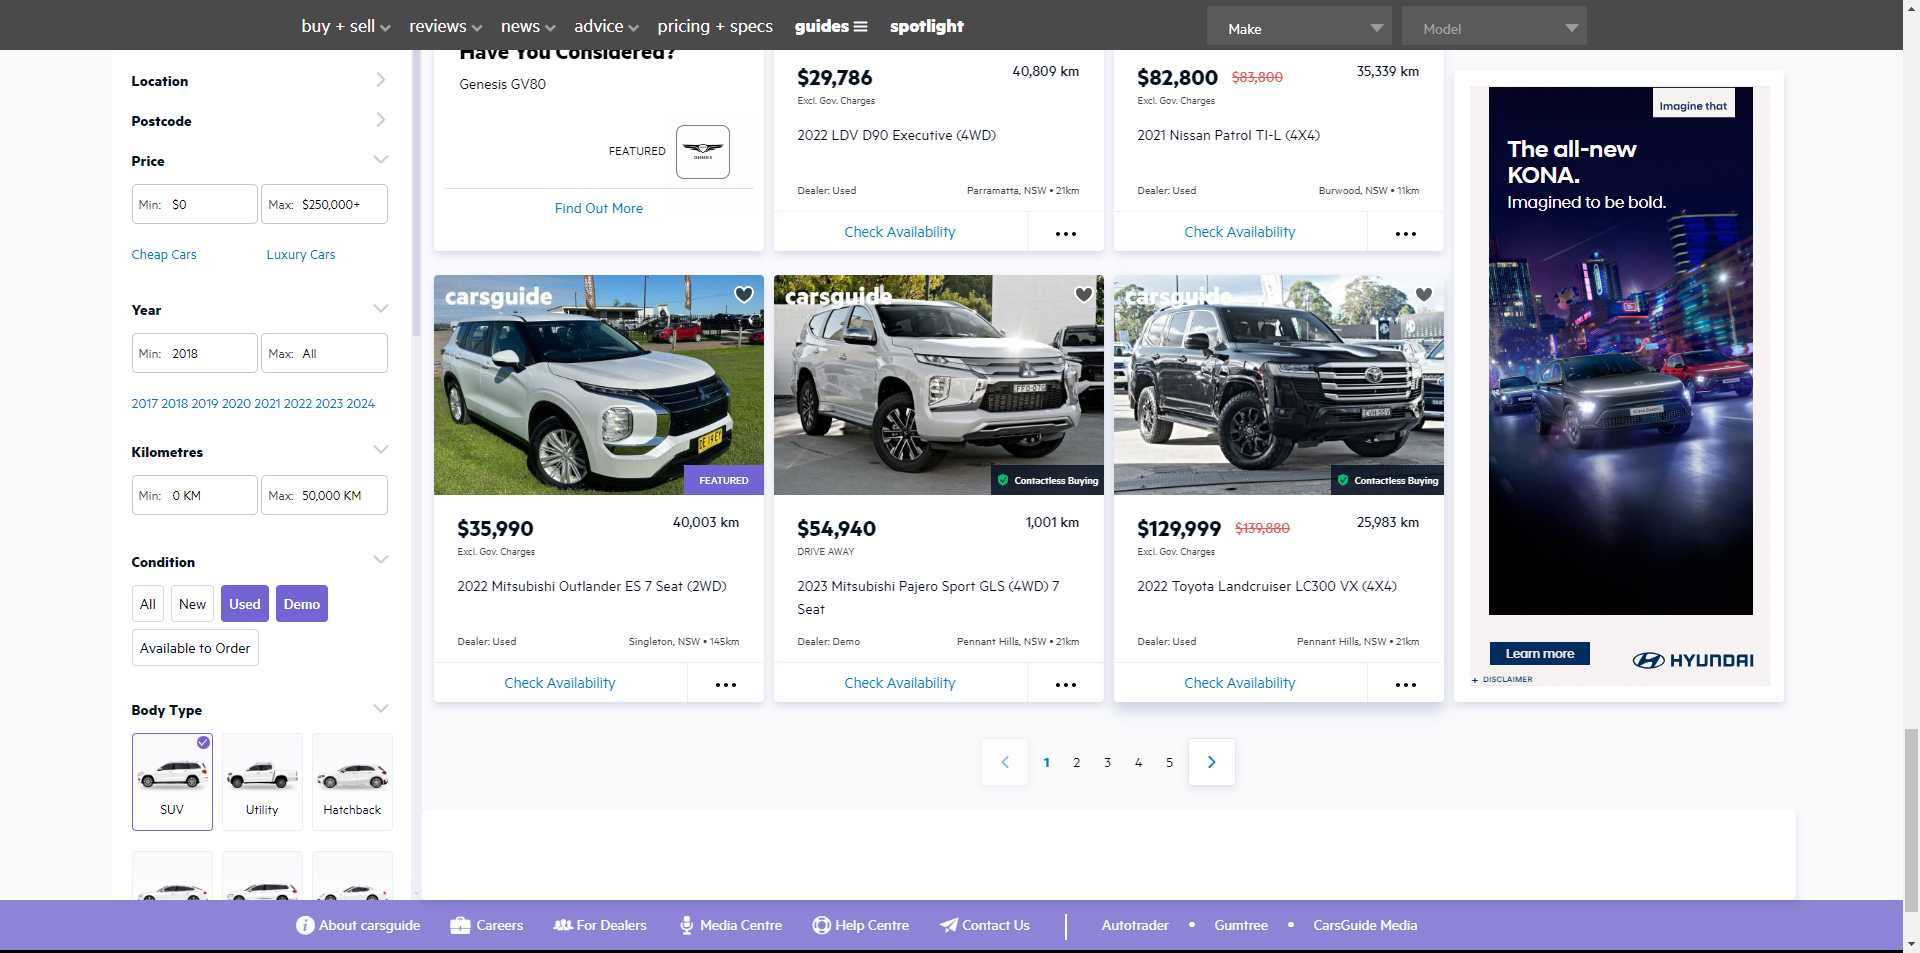 buy + sell
reviews
news
advice
pricing + specs
guides
spotlight
Make
Model
Location
Postcode
Price
Min: $0
Max: $250,000+
Cheap Cars
Luxury Cars
Year
Min: 2018
Max: All
2017 2018 2019 2020 2021 2022 2023 2024
Kilometres
Min: 0 KM
Max: 50,000 KM
Condition
All
New
Used
Demo
Available to Order
Body Type
SUV
Utility
Hatchback
Have You Considered?
Genesis GV80
FEATURED
Find Out More
$29,786
40,809 km
Excl. Gov. Charges
2022 LDV D90 Executive (4WD)
Dealer: Used
Parramatta, NSW • 21km
Check Availability
$82,800 $83,800
35,339 km
Excl. Gov. Charges
2021 Nissan Patrol TI-L (4X4)
Dealer: Used
Burwood, NSW • 11km
Check Availability
carsguide
FEATURED
$35,990
40,003 km
Excl. Gov. Charges
2022 Mitsubishi Outlander ES 7 Seat (2WD)
Dealer: Used
Singleton, NSW • 145km
Check Availability
carsguide
Contactless Buying
$54,940
1,001 km
DRIVE AWAY
2023 Mitsubishi Pajero Sport GLS (4WD) 7
Seat
Dealer: Demo
Pennant Hills, NSW • 21km
Check Availability
carsguide
Contactless Buying
$129,999 $139,880
25,983 km
Excl. Gov. Charges
2022 Toyota Landcruiser LC300 VX (4X4)
Dealer: Used
Pennant Hills, NSW • 21km
Check Availability
1 2 3 4 5
Imagine that
The all-new
KONA.
Imagined to be bold.
Learn more
HYUNDAI
+ DISCLAIMER
About carsguide
Careers
For Dealers
Media Centre
Help Centre
Contact Us
Autotrader • Gumtree • CarsGuide Media